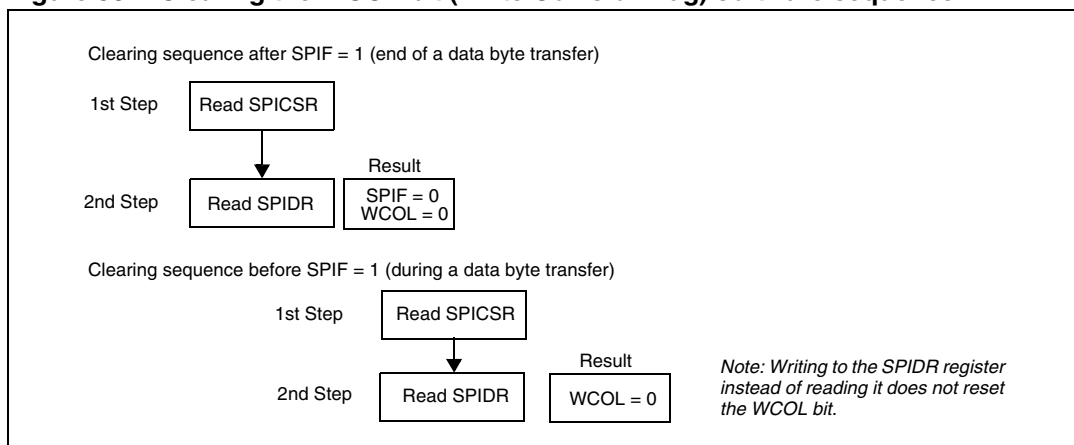 Clearing sequence after SPIF = 1 (end of a data byte transfer)
1st Step
Read SPICSR
Result
2nd Step
Read SPIDR
SPIF = 0
WCOL = 0
Clearing sequence before SPIF = 1 (during a data byte transfer)
1st Step
Read SPICSR
Result
2nd Step
Read SPIDR
WCOL = 0
Note: Writing to the SPIDR register
instead of reading it does not reset
the WCOL bit.